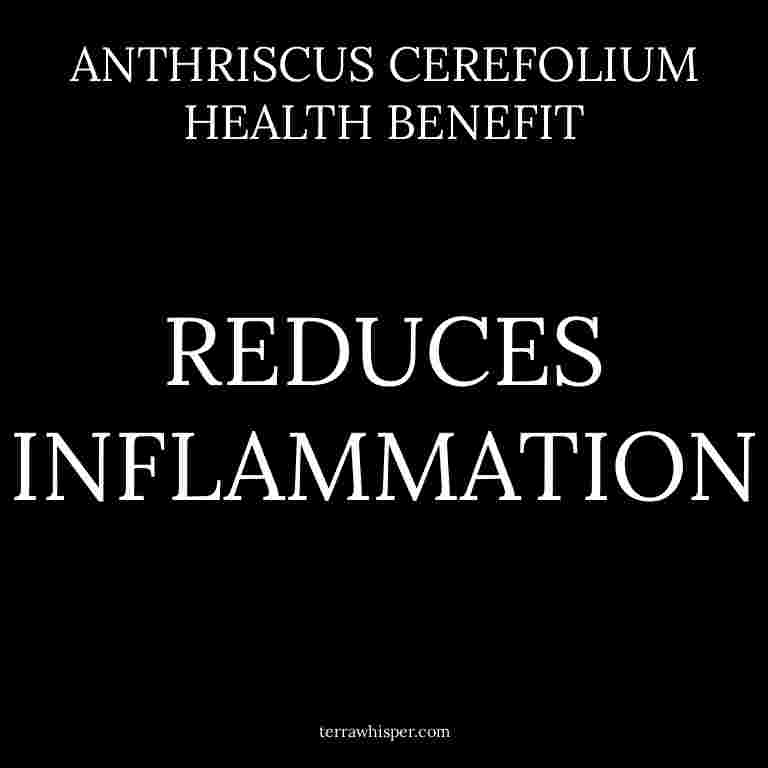 ANTHRISCUS CEREFOLIUM
HEALTH BENEFIT
REDUCES
INFLAMMATION
terrawhisper.com